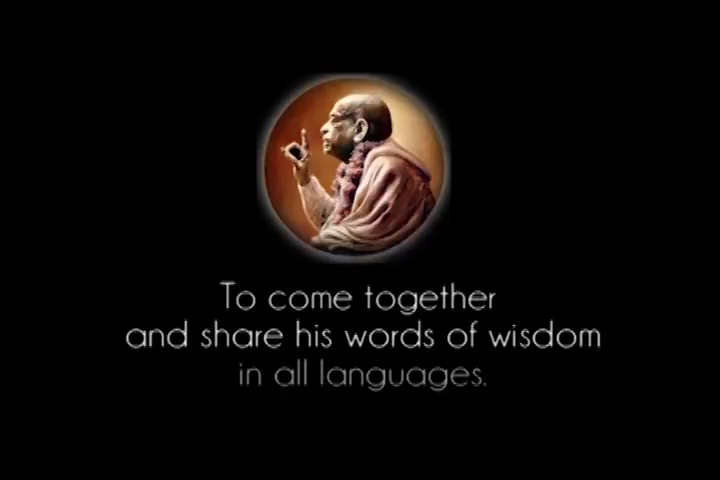 To come together
and share his words of wisdom
in all languages.